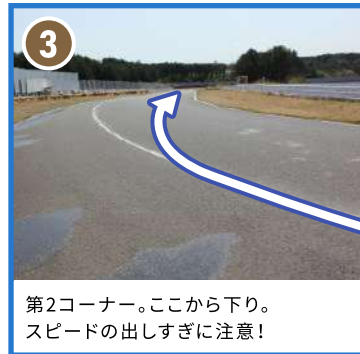 3
第2コーナー。ここから下り。
スピードの出しすぎに注意！